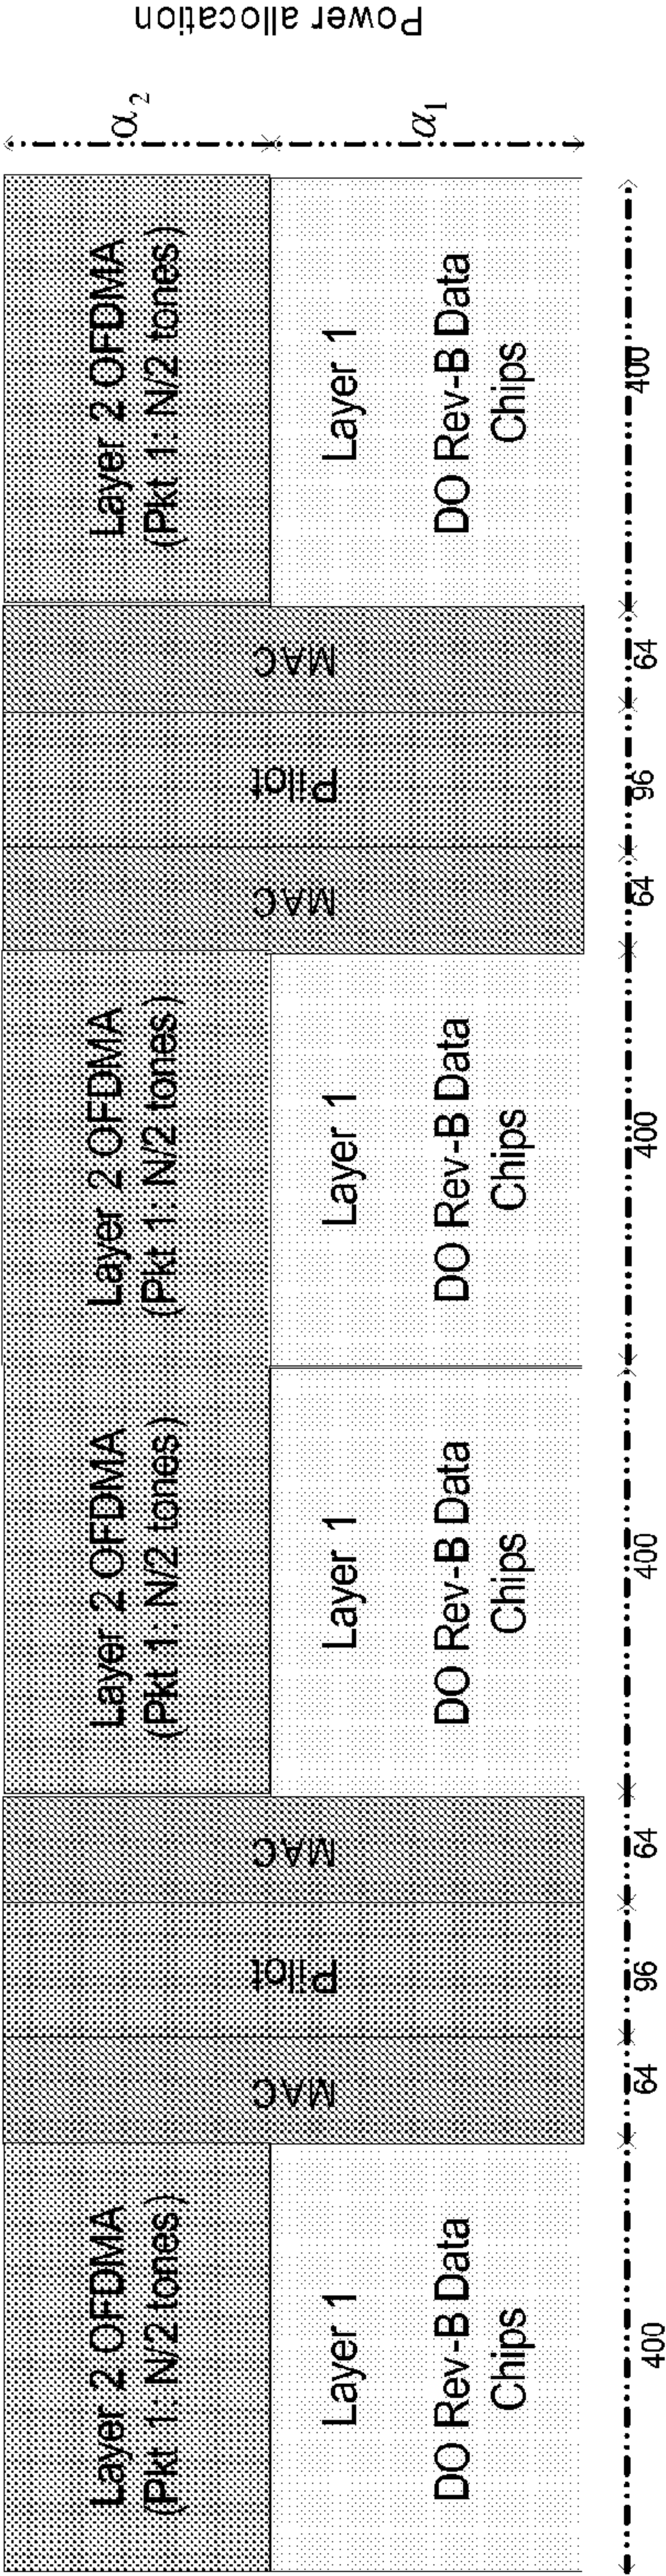 Power allocation
α2
α1
Layer 2 OFDMA
(Pkt 1: N/2 tones)
Layer 1
DO Rev-B Data
Chips
400
MAC
64
Pilot
96
MAC
64
Layer 2 OFDMA
(Pkt 1: N/2 tones)
Layer 1
DO Rev-B Data
Chips
400
Layer 2 OFDMA
(Pkt 1: N/2 tones)
Layer 1
DO Rev-B Data
Chips
400
MAC
64
Pilot
96
MAC
64
Layer 2 OFDMA
(Pkt 1: N/2 tones)
Layer 1
DO Rev-B Data
Chips
400